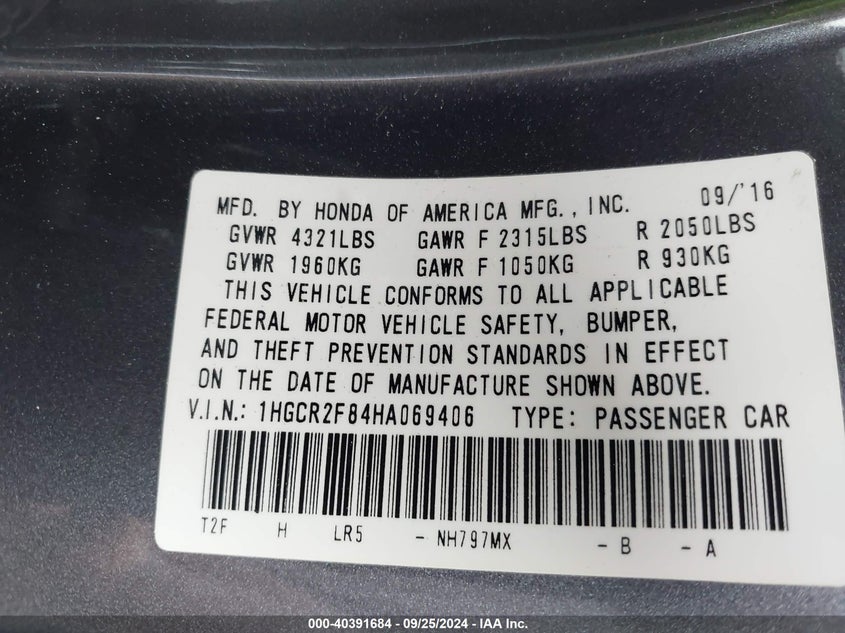 MFD. BY HONDA OF AMERICA MFG., INC. 09/'16
GVWR 4321LBS GAWR F 2315LBS R 2050LBS
GVWR 1960KG GAWR F 1050KG R 930KG
THIS VEHICLE CONFORMS TO ALL APPLICABLE
FEDERAL MOTOR VEHICLE SAFETY, BUMPER,
AND THEFT PREVENTION STANDARDS IN EFFECT
ON THE DATE OF MANUFACTURE SHOWN ABOVE.
V.I.N.: 1HGCR2F84HA069406 TYPE: PASSENGER CAR
T2F H LR5 - NH797MX - B - A
000-40391684 - 09/25/2024 - IAA Inc.